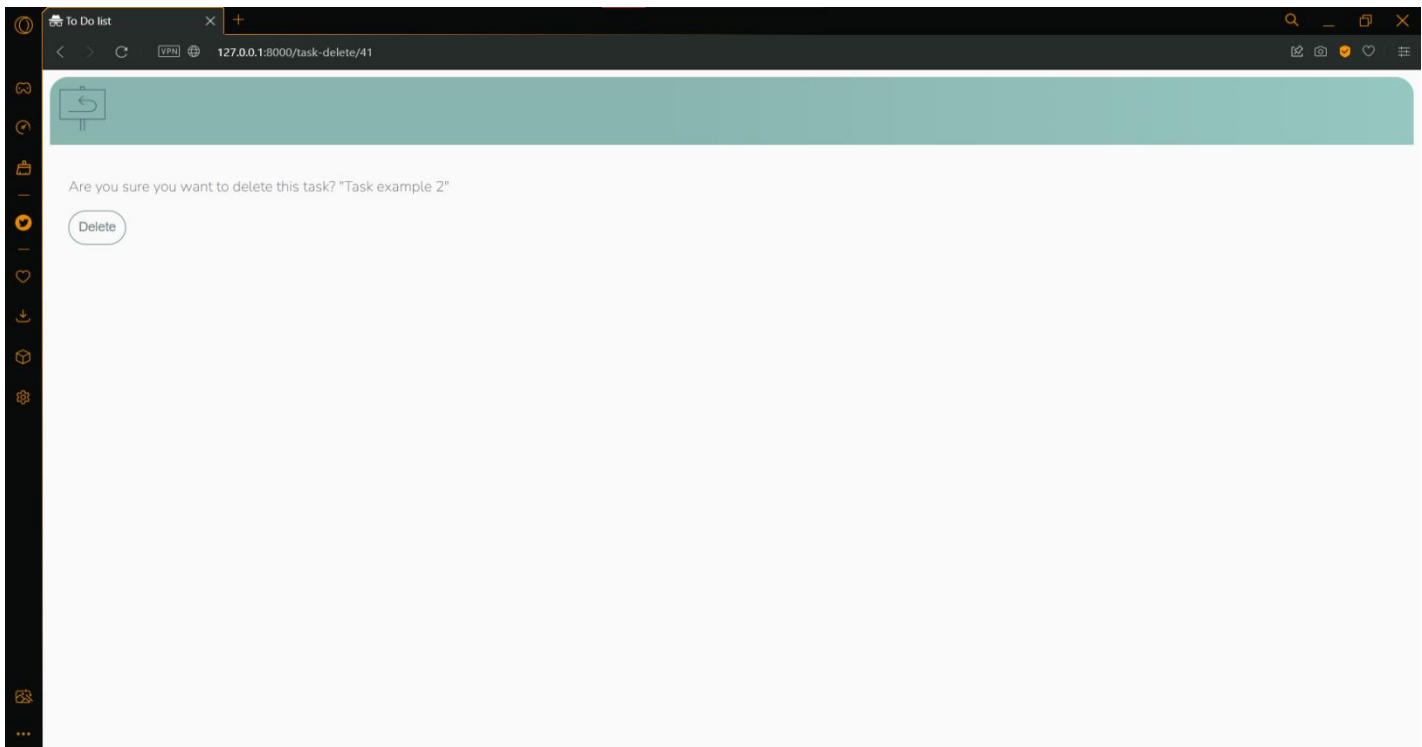 To Do list
VPN 127.0.0.1:8000/task-delete/41
Are you sure you want to delete this task? "Task example 2"
Delete